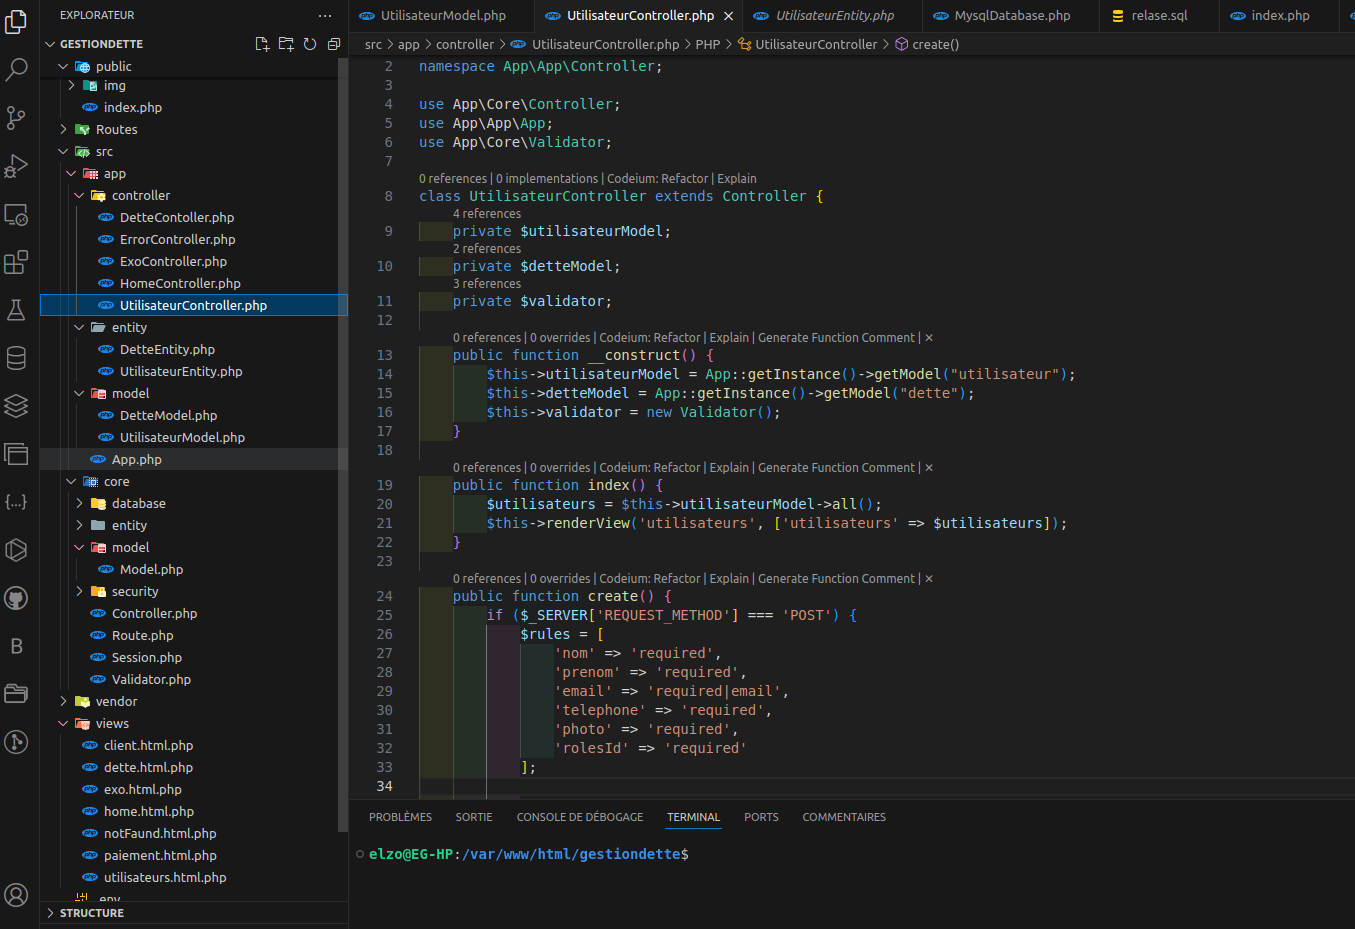 EXPLORATEUR
GESTIONDETTE
public
img
index.php
Routes
src
app
controller
DetteContoller.php
ErrorController.php
ExoController.php
HomeController.php
UtilisateurController.php
entity
DetteEntity.php
UtilisateurEntity.php
model
DetteModel.php
UtilisateurModel.php
App.php
core
database
entity
model
Model.php
security
Controller.php
Route.php
Session.php
Validator.php
vendor
views
client.html.php
dette.html.php
exo.html.php
home.html.php
notFaund.html.php
paiement.html.php
utilisateurs.html.php
.env
STRUCTURE
UtilisateurModel.php UtilisateurController.php UtilisateurEntity.php MysqlDatabase.php relase.sql index.php
src > app > controller > UtilisateurController.php > PHP > UtilisateurController > create()
2 namespace App\App\Controller;
3
4 use App\Core\Controller;
5 use App\App\App;
6 use App\Core\Validator;
7
0 references | 0 implementations | Codeium: Refactor | Explain
8 class UtilisateurController extends Controller {
4 references
9 private $utilisateurModel;
2 references
10 private $detteModel;
3 references
11 private $validator;
12
0 references | 0 overrides | Codeium: Refactor | Explain | Generate Function Comment | ×
13 public function __construct() {
14 $this->utilisateurModel = App::getInstance()->getModel("utilisateur");
15 $this->detteModel = App::getInstance()->getModel("dette");
16 $this->validator = new Validator();
17 }
18
0 references | 0 overrides | Codeium: Refactor | Explain | Generate Function Comment | ×
19 public function index() {
20 $utilisateurs = $this->utilisateurModel->all();
21 $this->renderView('utilisateurs', ['utilisateurs' => $utilisateurs]);
22 }
23
0 references | 0 overrides | Codeium: Refactor | Explain | Generate Function Comment | ×
24 public function create() {
25 if ($_SERVER['REQUEST_METHOD'] === 'POST') {
26 $rules = [
27 'nom' => 'required',
28 'prenom' => 'required',
29 'email' => 'required|email',
30 'telephone' => 'required',
31 'photo' => 'required',
32 'rolesId' => 'required'
33 ];
34
PROBLÈMES SORTIE CONSOLE DE DÉBOGAGE TERMINAL PORTS COMMENTAIRES
elzo@EG-HP:/var/www/html/gestiondette$